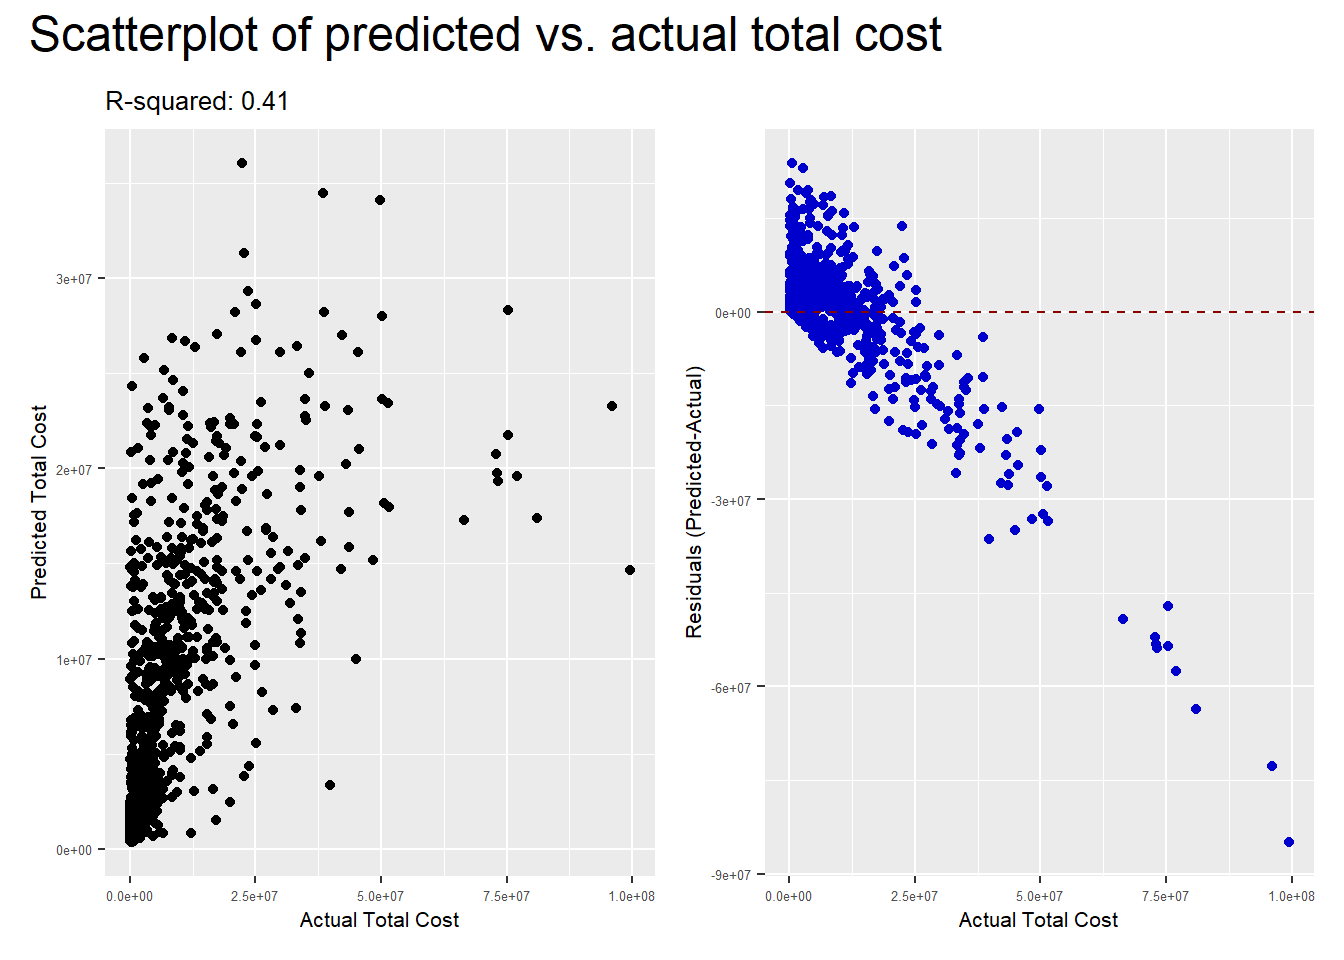 Scatterplot of predicted vs. actual total cost
R-squared: 0.41
Predicted Total Cost
3e+07
2e+07
1e+07
0e+00
0.0e+00 2.5e+07 5.0e+07 7.5e+07 1.0e+08
Actual Total Cost
Residuals (Predicted-Actual)
0e+00
-3e+07
-6e+07
-9e+07
0.0e+00 2.5e+07 5.0e+07 7.5e+07 1.0e+08
Actual Total Cost